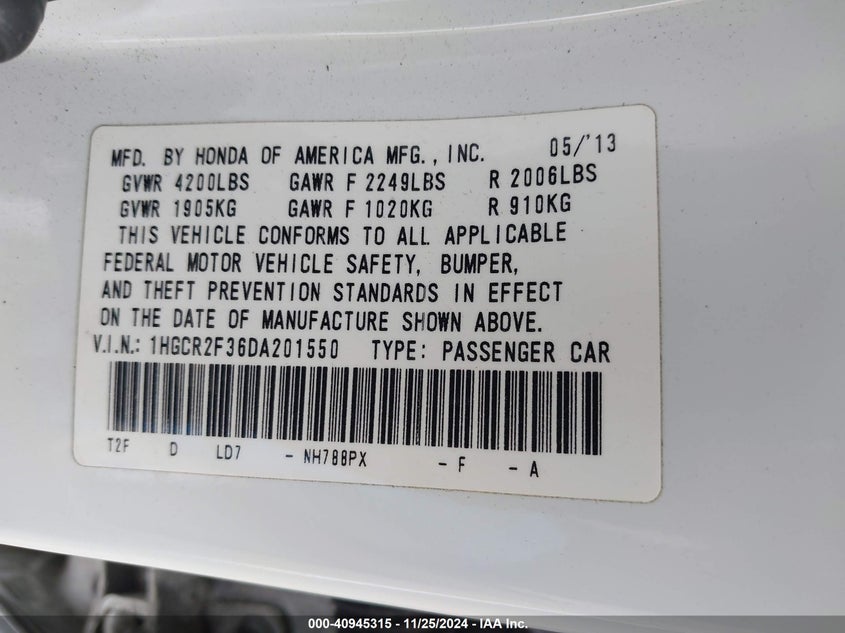 MFD. BY HONDA OF AMERICA MFG., INC. 05/'13
GVWR 4200LBS GAWR F 2249LBS R 2006LBS
GVWR 1905KG GAWR F 1020KG R 910KG
THIS VEHICLE CONFORMS TO ALL APPLICABLE
FEDERAL MOTOR VEHICLE SAFETY, BUMPER,
AND THEFT PREVENTION STANDARDS IN EFFECT
ON THE DATE OF MANUFACTURE SHOWN ABOVE.
V.I.N.: 1HGCR2F36DA201550 TYPE: PASSENGER CAR
T2F D LD7 - NH788PX - F - A
000-40945315 - 11/25/2024 - IAA Inc.